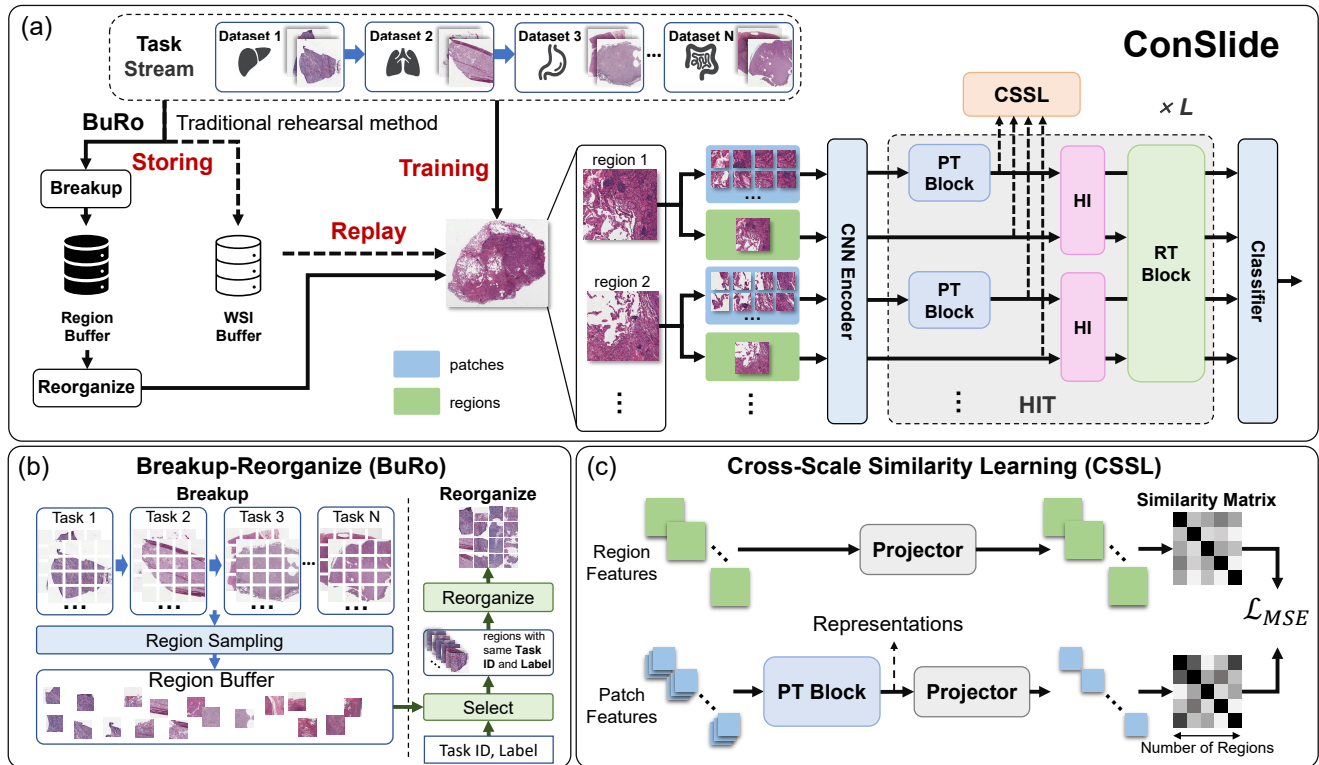 (a)
ConSlide
Task
Stream
Dataset 1
Dataset 2
Dataset 3
...
Dataset N
BuRo
Traditional rehearsal method
Storing
Training
Breakup
Replay
Region
Buffer
WSI
Buffer
Reorganize
patches
regions
region 1
region 2
...
...
...
...
CNN Encoder
CSSL
× L
PT
Block
PT
Block
HI
HI
RT
Block
...
HIT
Classifier
(b)
Breakup-Reorganize (BuRo)
Breakup
Reorganize
Task 1
Task 2
Task 3
...
Task N
...
...
...
...
Region Sampling
Region Buffer
Reorganize
regions with
same Task
ID and Label
Select
Task ID, Label
(c)
Cross-Scale Similarity Learning (CSSL)
Similarity Matrix
Region
Features
Projector
ℒMSE
Representations
Patch
Features
PT Block
Projector
Number of Regions